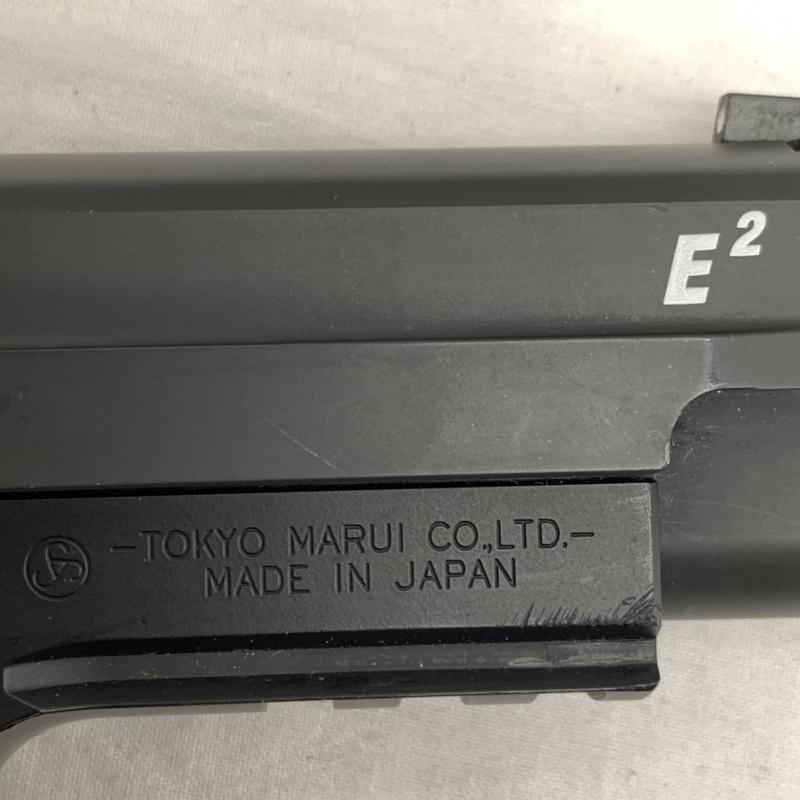 E²
-TOKYO MARUI CO.,LTD.-
MADE IN JAPAN